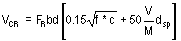 V_CR = F_R bd [ 0.15 √(f * c) + 50 V/M d_sp ]